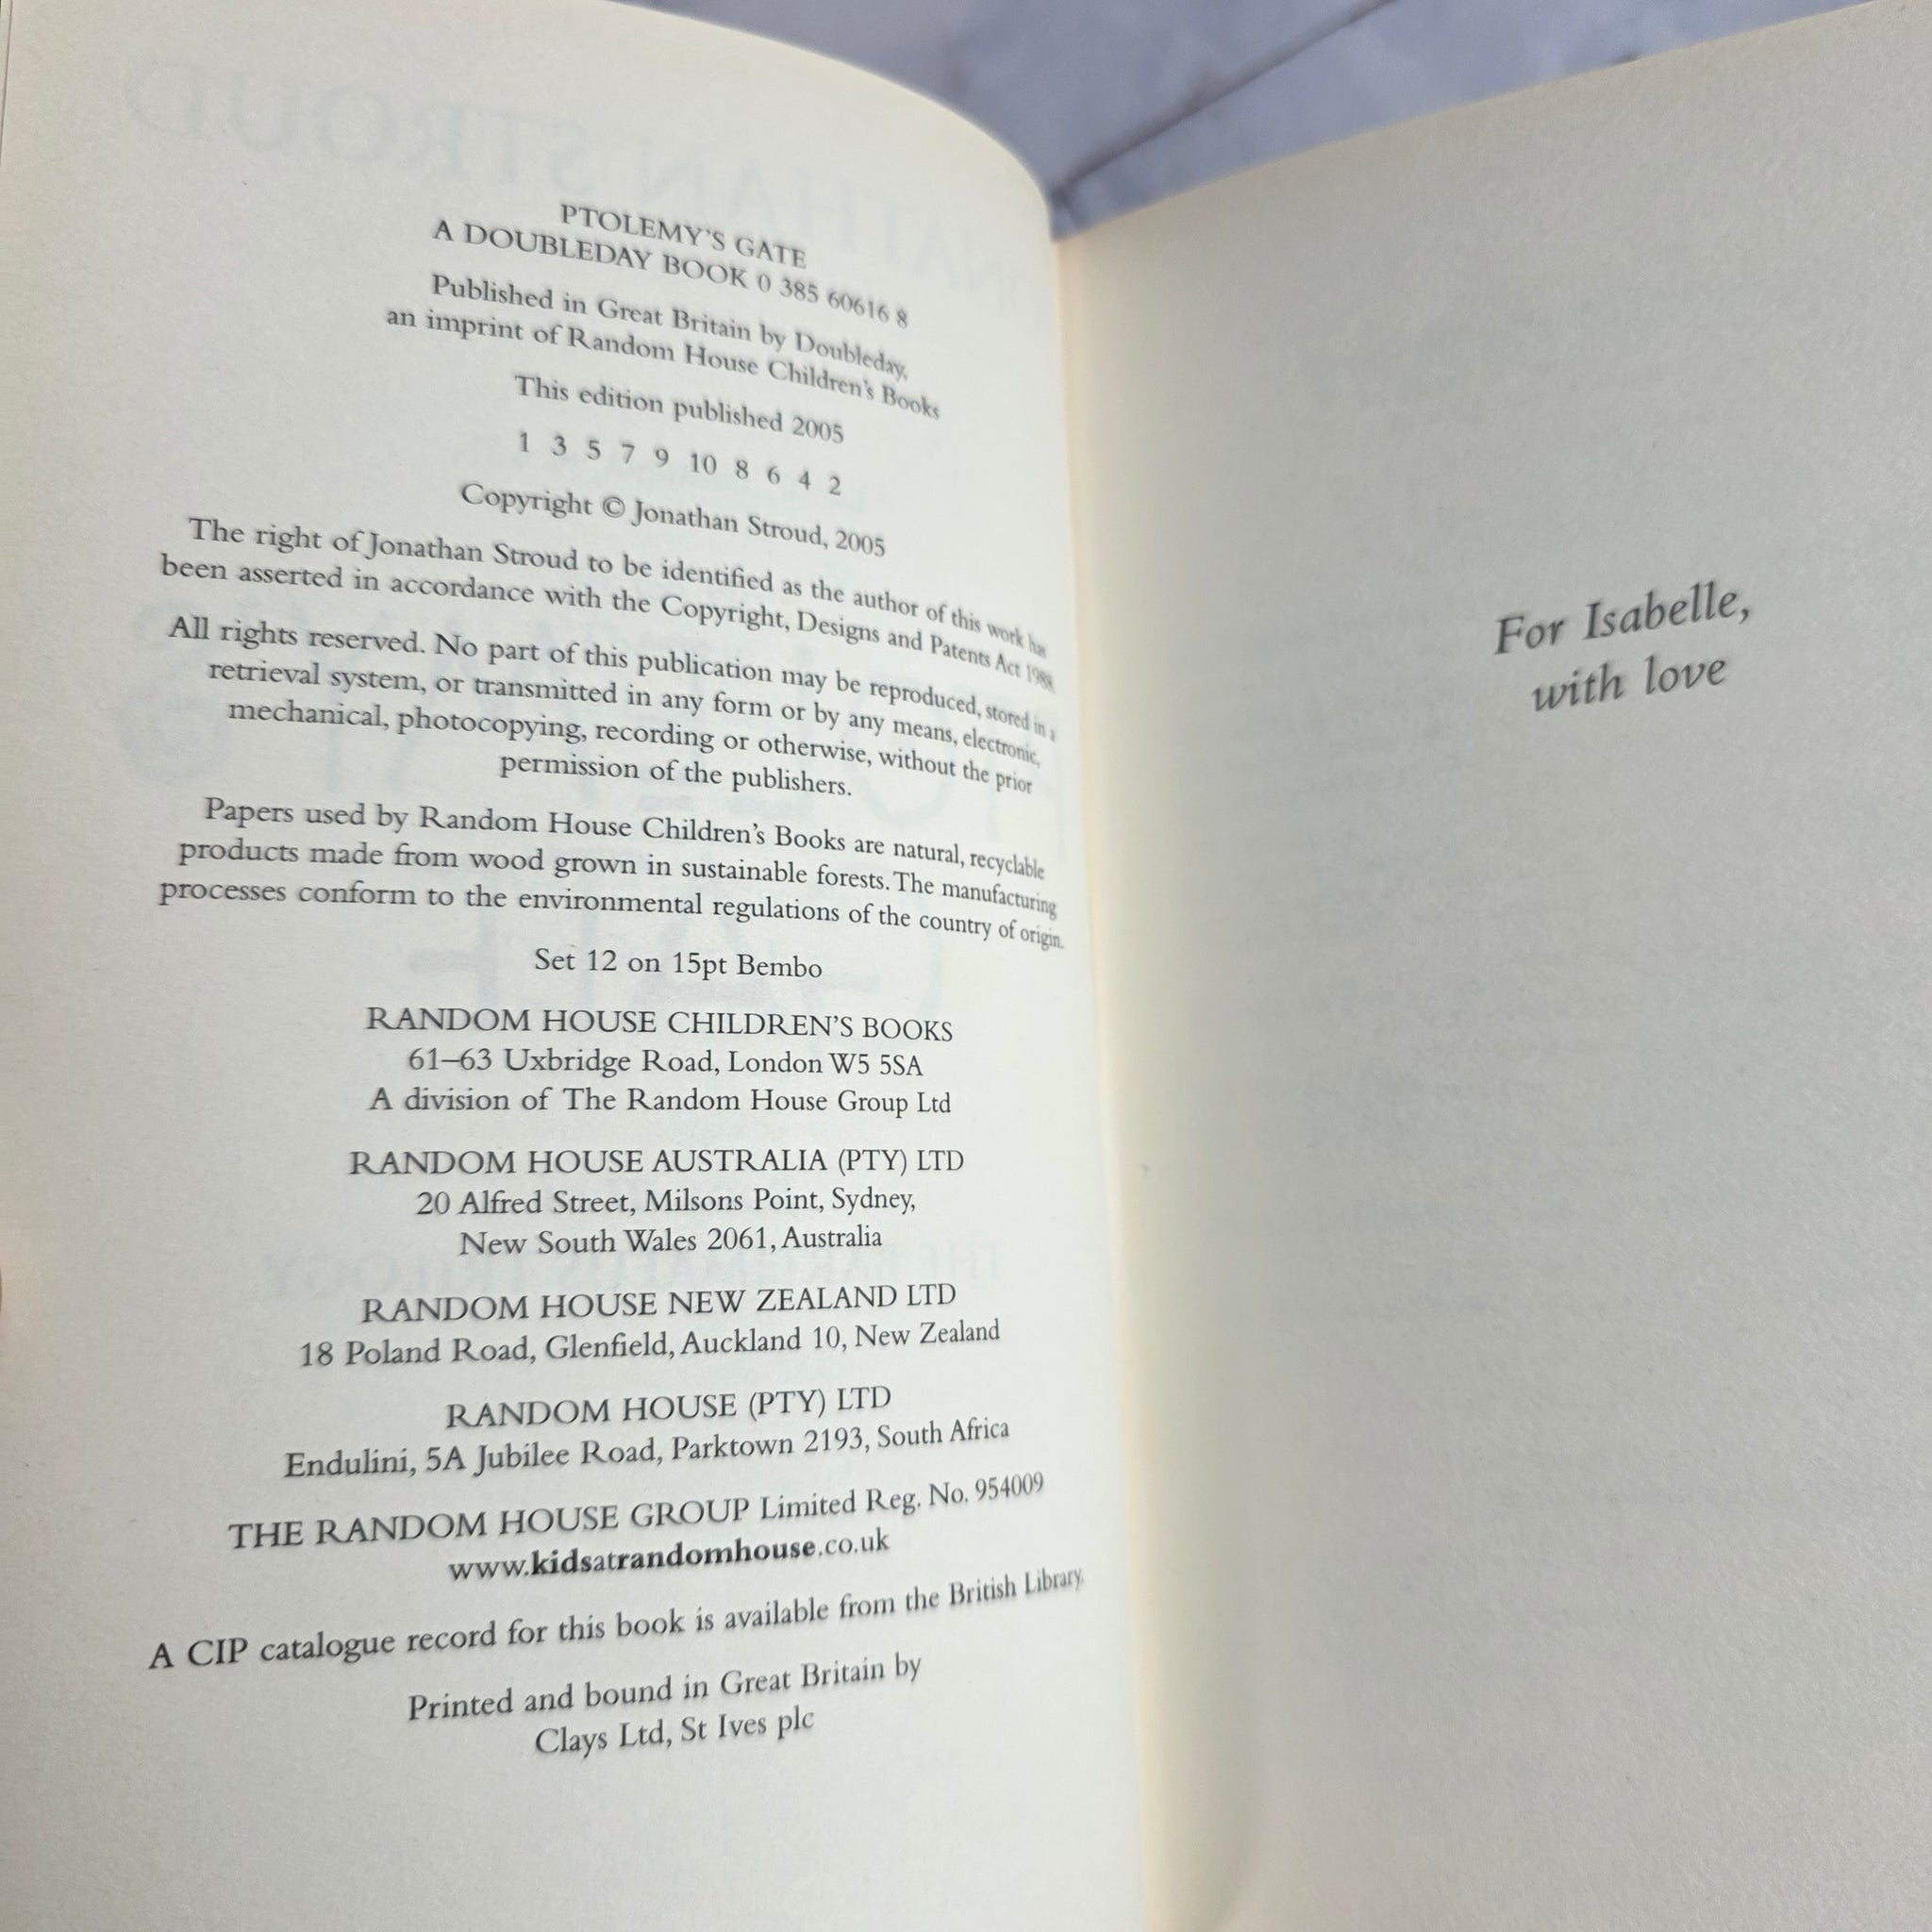 PTOLEMY'S GATE
A DOUBLEDAY BOOK 0 385 60616 8
Published in Great Britain by Doubleday,
an imprint of Random House Children's Books
This edition published 2005
1 3 5 7 9 10 8 6 4 2
Copyright © Jonathan Stroud, 2005
The right of Jonathan Stroud to be identified as the author of this work has
been asserted in accordance with the Copyright, Designs and Patents Act 1988.
All rights reserved. No part of this publication may be reproduced, stored in a
retrieval system, or transmitted in any form or by any means, electronic,
mechanical, photocopying, recording or otherwise, without the prior
permission of the publishers.
Papers used by Random House Children's Books are natural, recyclable
products made from wood grown in sustainable forests. The manufacturing
processes conform to the environmental regulations of the country of origin.
Set 12 on 15pt Bembo
RANDOM HOUSE CHILDREN'S BOOKS
61–63 Uxbridge Road, London W5 5SA
A division of The Random House Group Ltd
RANDOM HOUSE AUSTRALIA (PTY) LTD
20 Alfred Street, Milsons Point, Sydney,
New South Wales 2061, Australia
RANDOM HOUSE NEW ZEALAND LTD
18 Poland Road, Glenfield, Auckland 10, New Zealand
RANDOM HOUSE (PTY) LTD
Endulini, 5A Jubilee Road, Parktown 2193, South Africa
THE RANDOM HOUSE GROUP Limited Reg. No. 954009
www.kidsatrandomhouse.co.uk
A CIP catalogue record for this book is available from the British Library.
Printed and bound in Great Britain by
Clays Ltd, St Ives plc
For Isabelle,
with love